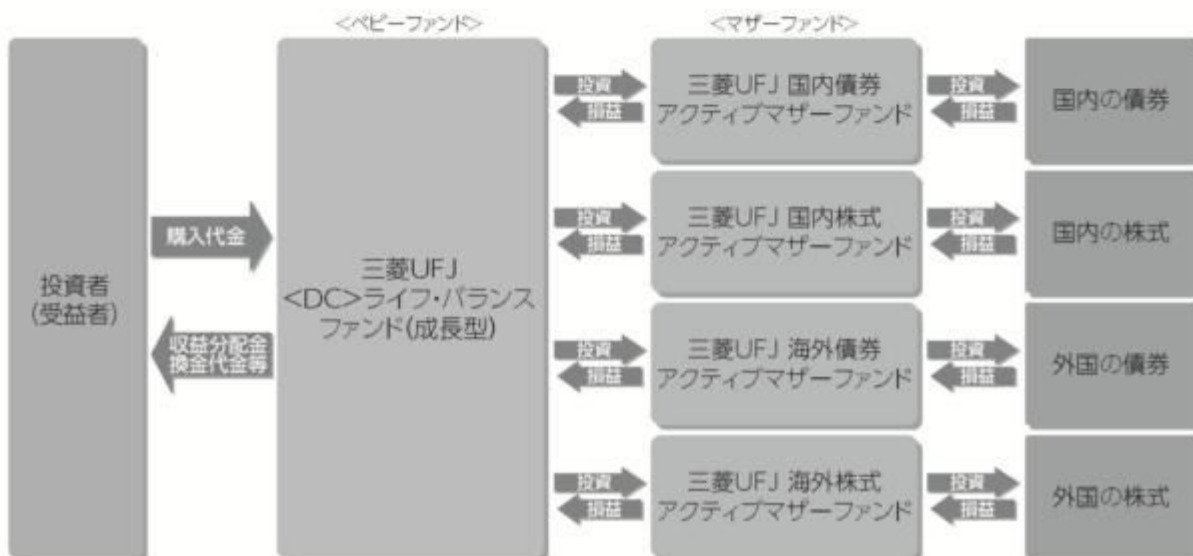 <ベビーファンド>
<マザーファンド>
投資者
(受益者)
購入代金
収益分配金
換金代金等
三菱UFJ
<DC>ライフ・バランス
ファンド(成長型)
投資
損益
三菱UFJ 国内債券
アクティブマザーファンド
投資
損益
国内の債券
投資
損益
三菱UFJ 国内株式
アクティブマザーファンド
投資
損益
国内の株式
投資
損益
三菱UFJ 海外債券
アクティブマザーファンド
投資
損益
外国の債券
投資
損益
三菱UFJ 海外株式
アクティブマザーファンド
投資
損益
外国の株式